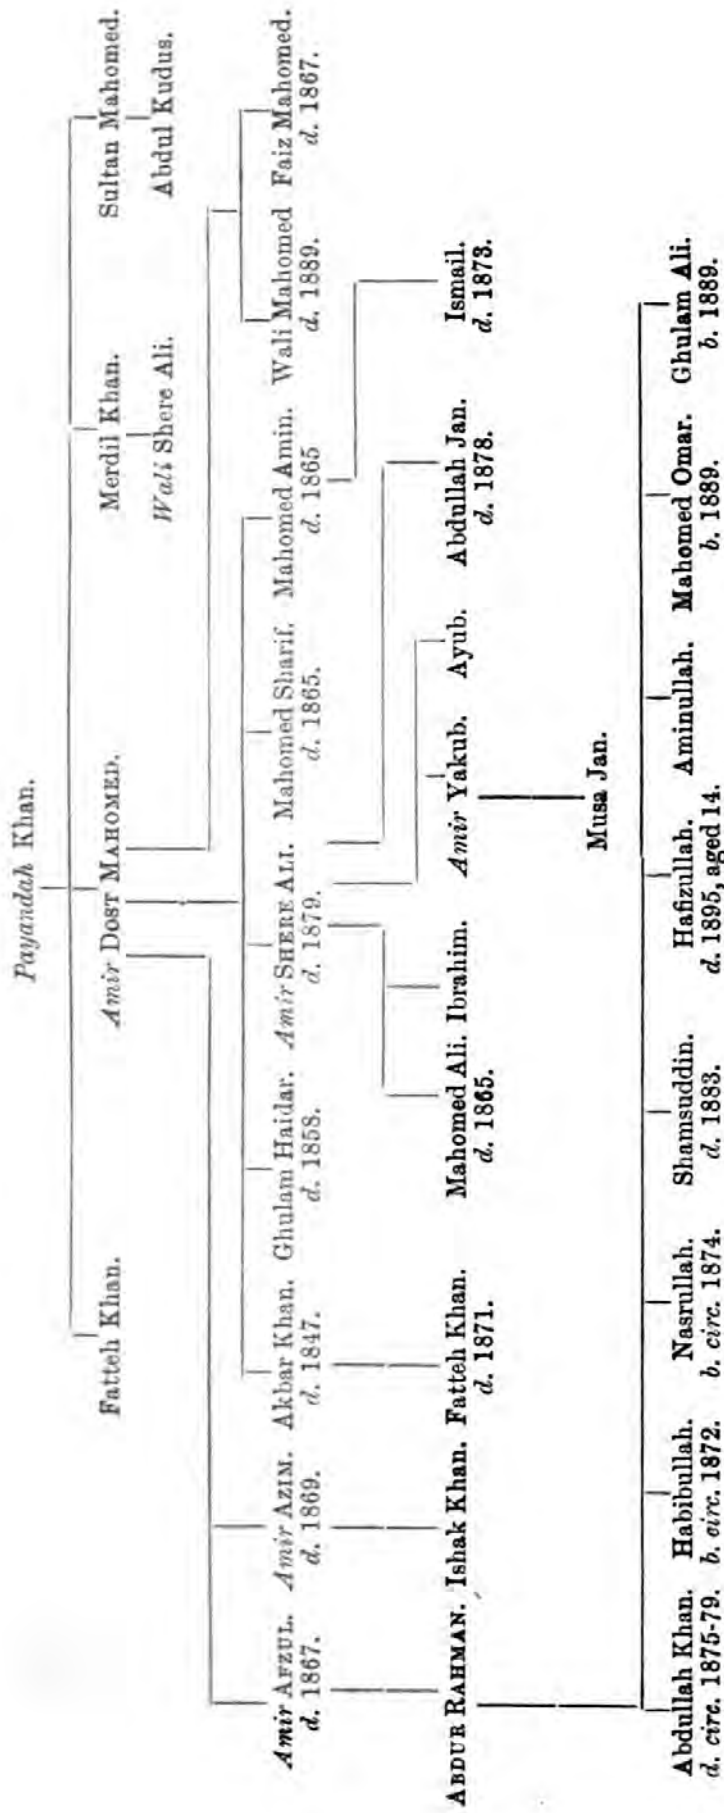 Payandah Khan.
Fatteh Khan. Amir DOST MAHOMED. Merdil Khan. Sultan Mahomed.
Wali Shere Ali. Abdul Kudus.
Amir AFZUL. Amir AZIM. Akbar Khan. Ghulam Haidar. Amir SHERE ALI. Mahomed Sharif. Mahomed Amin. Wali Mahomed Faiz Mahomed.
d. 1867. d. 1869. d. 1847. d. 1858. d. 1879. d. 1865. d. 1865 d. 1889. d. 1867.
ABDUR RAHMAN. Ishak Khan. Fatteh Khan. Mahomed Ali. Ibrahim. Amir Yakub. Ayub. Abdullah Jan. Ismail.
d. 1871. d. 1865. d. 1878. d. 1873.
Musa Jan.
Abdullah Khan. Habibullah. Nasrullah. Shamsuddin. Hafizullah. Aminullah. Mahomed Omar. Ghulam Ali.
d. circ. 1875-79. b. circ. 1872. b. circ. 1874. d. 1883. d. 1895, aged 14. b. 1889. b. 1889.